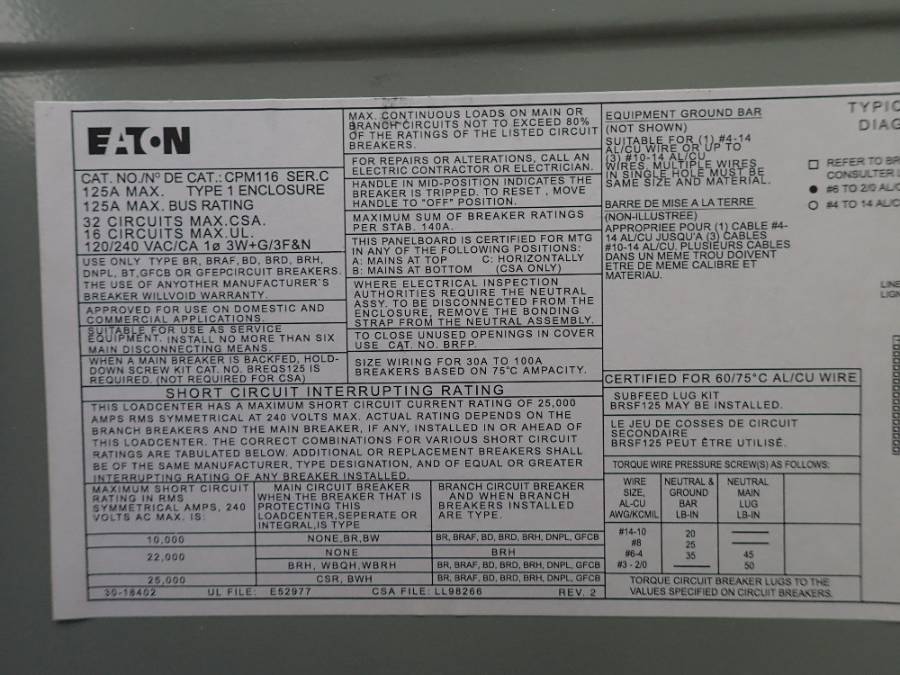 EATON
CAT. NO./Nº DE CAT.: CPM116 SER.C
125A MAX. TYPE 1 ENCLOSURE
125A MAX. BUS RATING
32 CIRCUITS MAX.CSA.
16 CIRCUITS MAX.UL.
120/240 VAC/CA 1ø 3W+G/3F&N
USE ONLY TYPE BR, BRAF, BD, BRD, BRH,
DNPL, BT,GFCB OR GFEPCIRCUIT BREAKERS.
THE USE OF ANYOTHER MANUFACTURER'S
BREAKER WILLVOID WARRANTY.
APPROVED FOR USE ON DOMESTIC AND
COMMERCIAL APPLICATIONS.
SUITABLE FOR USE AS SERVICE
EQUIPMENT. INSTALL NO MORE THAN SIX
MAIN DISCONNECTING MEANS.
WHEN A MAIN BREAKER IS BACKFED, HOLD-
DOWN SCREW KIT CAT. NO. BREQS125 IS
REQUIRED. (NOT REQUIRED FOR CSA)
MAX. CONTINUOUS LOADS ON MAIN OR
BRANCH CIRCUITS NOT TO EXCEED 80%
OF THE RATINGS OF THE LISTED CIRCUIT
BREAKERS.
FOR REPAIRS OR ALTERATIONS, CALL AN
ELECTRIC CONTRACTOR OR ELECTRICIAN.
HANDLE IN MID-POSITION INDICATES THE
BREAKER IS TRIPPED. TO RESET , MOVE
HANDLE TO "OFF" POSITION.
MAXIMUM SUM OF BREAKER RATINGS
PER STAB. 140A.
THIS PANELBOARD IS CERTIFIED FOR MTG
IN ANY OF THE FOLLOWING POSITIONS:
A: MAINS AT TOP C: HORIZONTALLY
B: MAINS AT BOTTOM (CSA ONLY)
WHERE ELECTRICAL INSPECTION
AUTHORITIES REQUIRE THE NEUTRAL
ASSY. TO BE DISCONNECTED FROM THE
ENCLOSURE, REMOVE THE BONDING
STRAP FROM THE NEUTRAL ASSEMBLY.
TO CLOSE UNUSED OPENINGS IN COVER
USE CAT. NO. BRFP.
SIZE WIRING FOR 30A TO 100A
BREAKERS BASED ON 75°C AMPACITY.
SHORT CIRCUIT INTERRUPTING RATING
THIS LOADCENTER HAS A MAXIMUM SHORT CIRCUIT CURRENT RATING OF 25,000
AMPS RMS SYMMETRICAL AT 240 VOLTS MAX. ACTUAL RATING DEPENDS ON THE
BRANCH BREAKERS AND THE MAIN BREAKER, IF ANY, INSTALLED IN OR AHEAD OF
THIS LOADCENTER. THE CORRECT COMBINATIONS FOR VARIOUS SHORT CIRCUIT
RATINGS ARE TABULATED BELOW. ADDITIONAL OR REPLACEMENT BREAKERS SHALL
BE OF THE SAME MANUFACTURER, TYPE DESIGNATION, AND OF EQUAL OR GREATER
INTERRUPTING RATING OF ANY BREAKER INSTALLED.
MAXIMUM SHORT CIRCUIT
RATING IN RMS
SYMMETRICAL AMPS, 240
VOLTS AC MAX. IS:
MAIN CIRCUIT BREAKER
WHEN THE BREAKER THAT IS
PROTECTING THIS
LOADCENTER,SEPERATE OR
INTEGRAL,IS TYPE
BRANCH CIRCUIT BREAKER
AND WHEN BRANCH
BREAKERS INSTALLED
ARE TYPE.
10,000 NONE,BR,BW BR, BRAF, BD, BRD, BRH, DNPL, GFCB
22,000 NONE BRH
BRH, WBQH,WBRH BR, BRAF, BD, BRD, BRH, DNPL, GFCB
25,000 CSR, BWH BR, BRAF, BD, BRD, BRH, DNPL, GFCB
30-16402 UL FILE: E52977 CSA FILE: LL98266 REV. 2
EQUIPMENT GROUND BAR
(NOT SHOWN)
SUITABLE FOR (1) #4-14
AL/CU WIRE OR UP TO
(3) #10-14 AL/CU
WIRES, MULTIPLE WIRES
IN SINGLE HOLE MUST BE
SAME SIZE AND MATERIAL.
BARRE DE MISE A LA TERRE
(NON-ILLUSTREE)
APPROPRIEE POUR (1) CABLE #4-
14 AL/CU JUSQU'A (3) CABLES
#10-14 AL/CU. PLUSIEURS CABLES
DANS UN MEME TROU DOIVENT
ETRE DE MEME CALIBRE ET
MATERIAU.
CERTIFIED FOR 60/75°C AL/CU WIRE
SUBFEED LUG KIT
BRSF125 MAY BE INSTALLED.
LE JEU DE COSSES DE CIRCUIT
SECONDAIRE
BRSF125 PEUT ÊTRE UTILISÉ.
TORQUE WIRE PRESSURE SCREW(S) AS FOLLOWS:
WIRE
SIZE,
AL-CU
AWG/KCMIL
NEUTRAL &
GROUND
BAR
LB-IN
NEUTRAL
MAIN
LUG
LB-IN
#14-10 20
#8 25
#6-4 35 45
#3 - 2/0 50
TORQUE CIRCUIT BREAKER LUGS TO THE
VALUES SPECIFIED ON CIRCUIT BREAKERS.
TYPIC
DIAG
REFER TO BR
CONSULTER L
#6 TO 2/0 AL/C
#4 TO 14 AL/C
LINE
LIGN